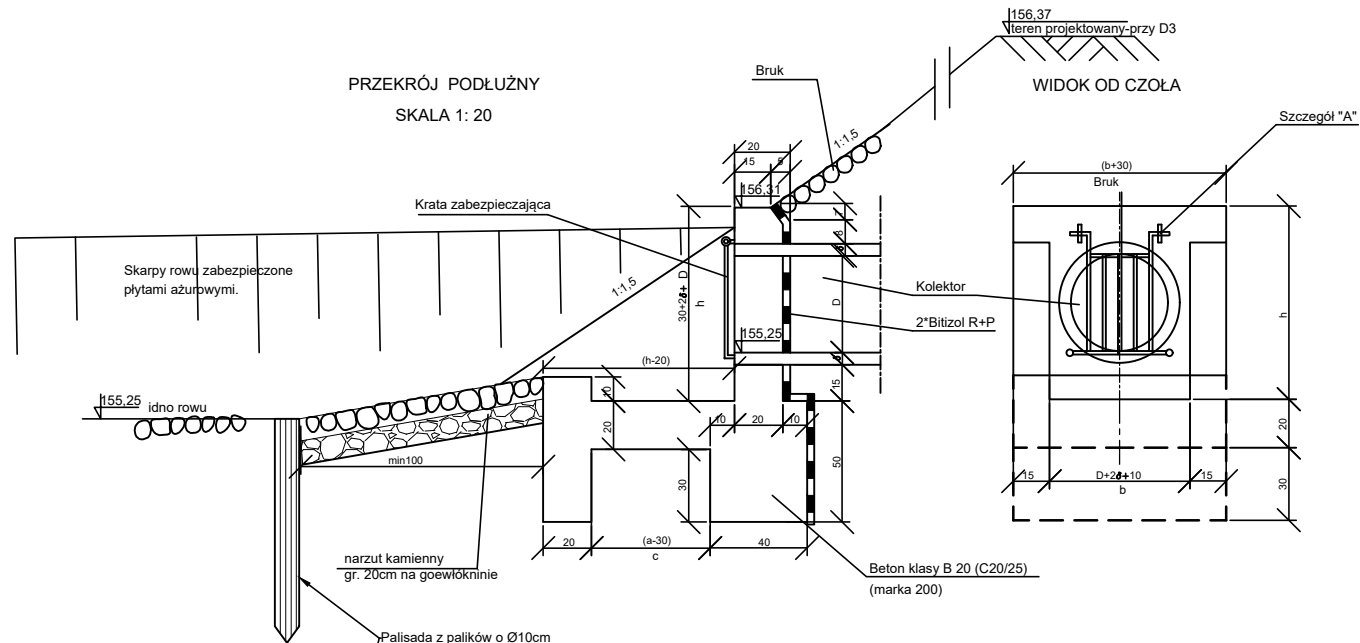 156,37
teren projektowany-przy D3
PRZEKRÓJ PODŁUŻNY
SKALA 1: 20
Bruk
WIDOK OD CZOŁA
Szczegół "A"
20
15
5
1:1,5
156,31
(b+30)
Bruk
Krata zabezpieczająca
Skarpy rowu zabezpieczone
płytami ażurowymi.
1:1,5
30+2δ+ D
h
7
8
δ
D
Kolektor
2*Bitizol R+P
155,25
δ
15
h
(h-20)
155,25
idno rowu
10
20
10
20
10
50
30
min100
20
(a-30)
c
40
20
30
15
D+2δ+10
b
15
narzut kamienny
gr. 20cm na goewłókninie
Beton klasy B 20 (C20/25)
(marka 200)
Palisada z palików o Ø10cm